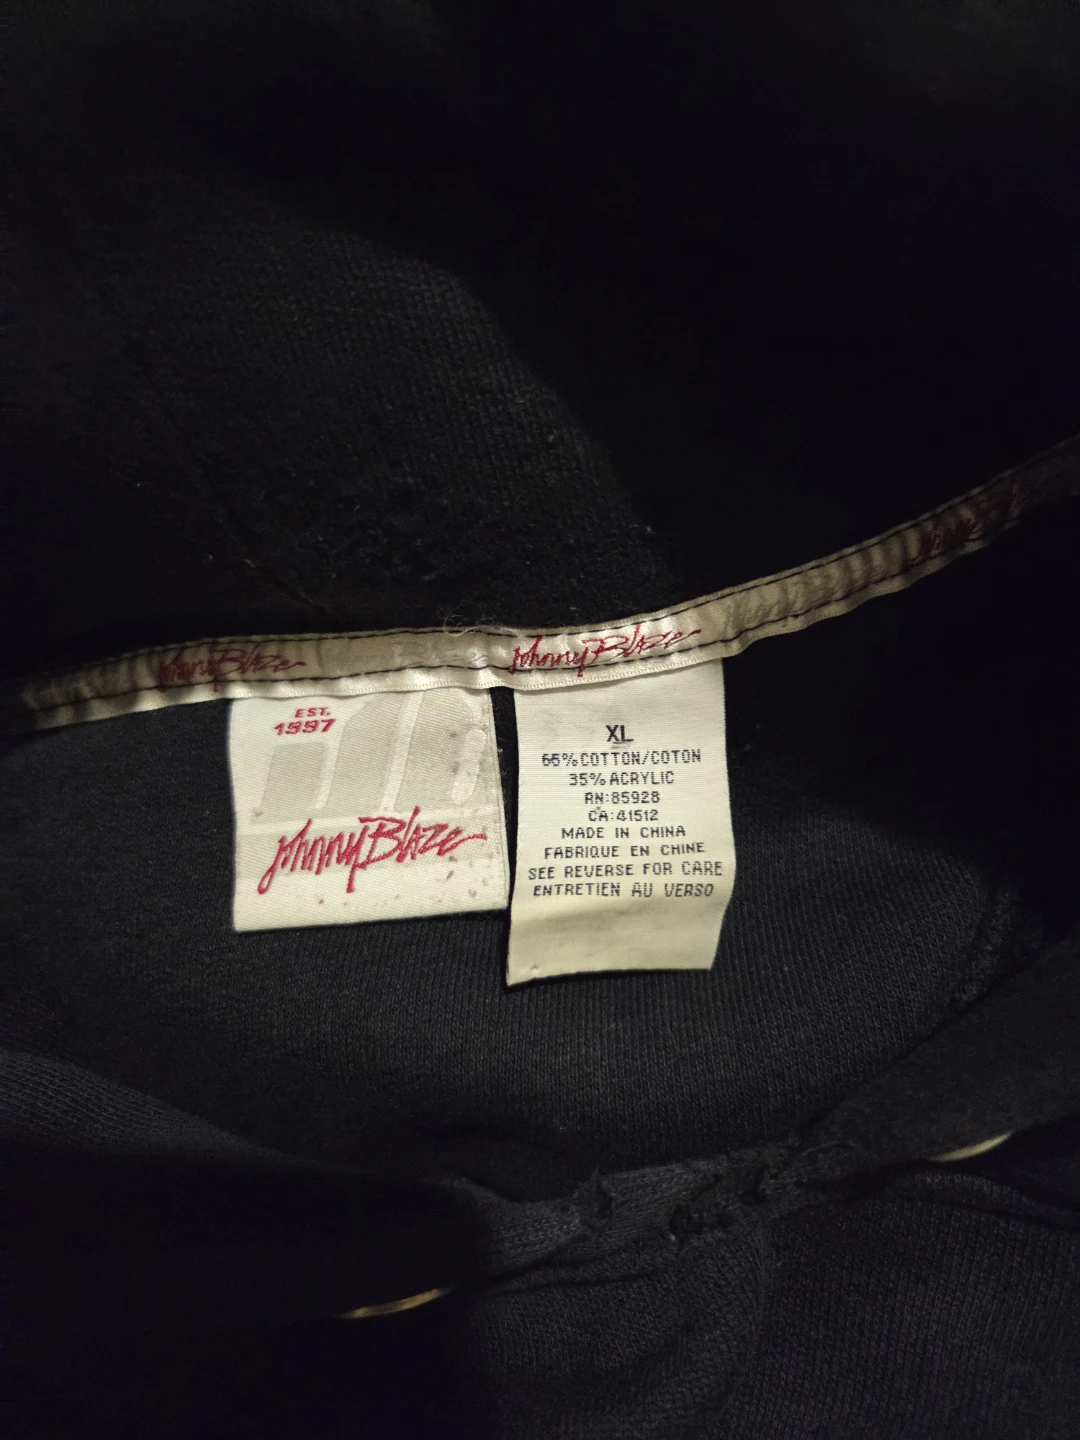 Johnny Blaze
Johnny Blaze
EST.
1997
Johnny Blaze
XL
65% COTTON/COTON
35% ACRYLIC
RN:85928
CA:41512
MADE IN CHINA
FABRIQUE EN CHINE
SEE REVERSE FOR CARE
ENTRETIEN AU VERSO